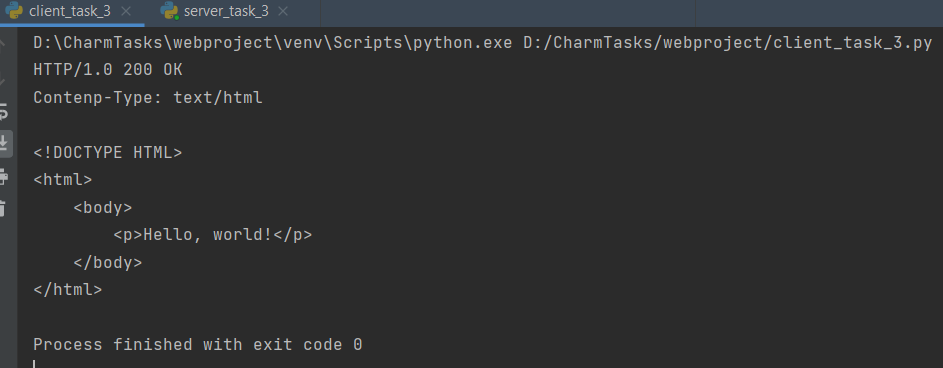 client_task_3 server_task_3
D:\CharmTasks\webproject\venv\Scripts\python.exe D:/CharmTasks/webproject/client_task_3.py
HTTP/1.0 200 OK
Contenp-Type: text/html

<!DOCTYPE HTML>
<html>
    <body>
        <p>Hello, world!</p>
    </body>
</html>

Process finished with exit code 0